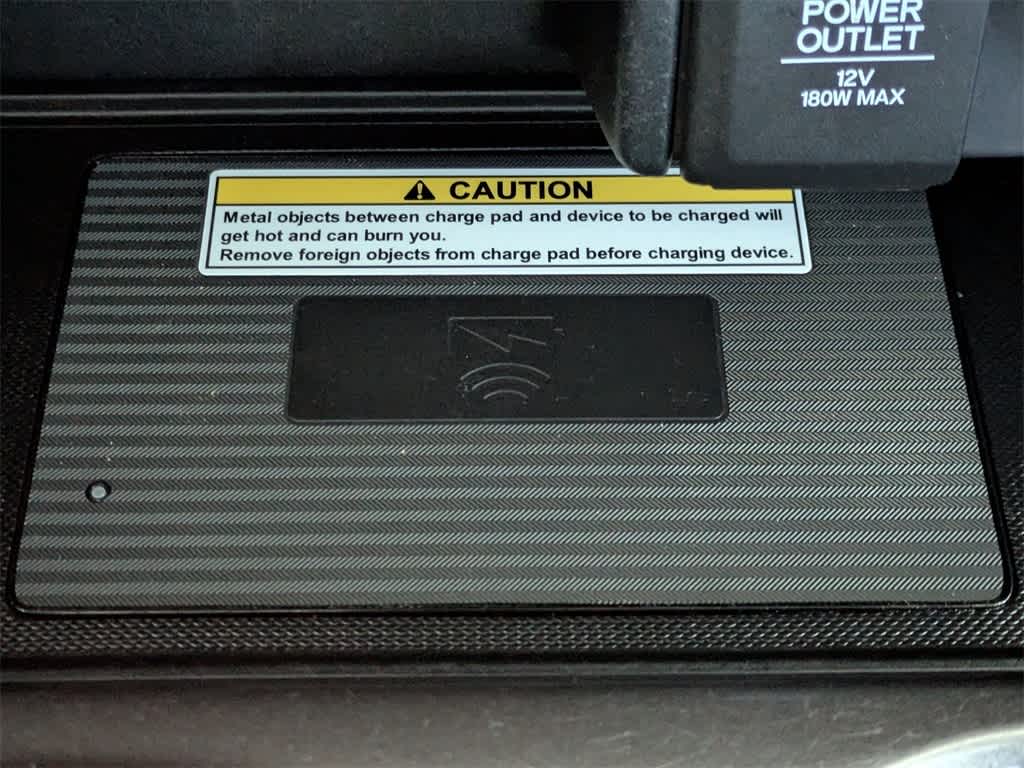 POWER
OUTLET
12V
180W MAX
CAUTION
Metal objects between charge pad and device to be charged will
get hot and can burn you.
Remove foreign objects from charge pad before charging device.